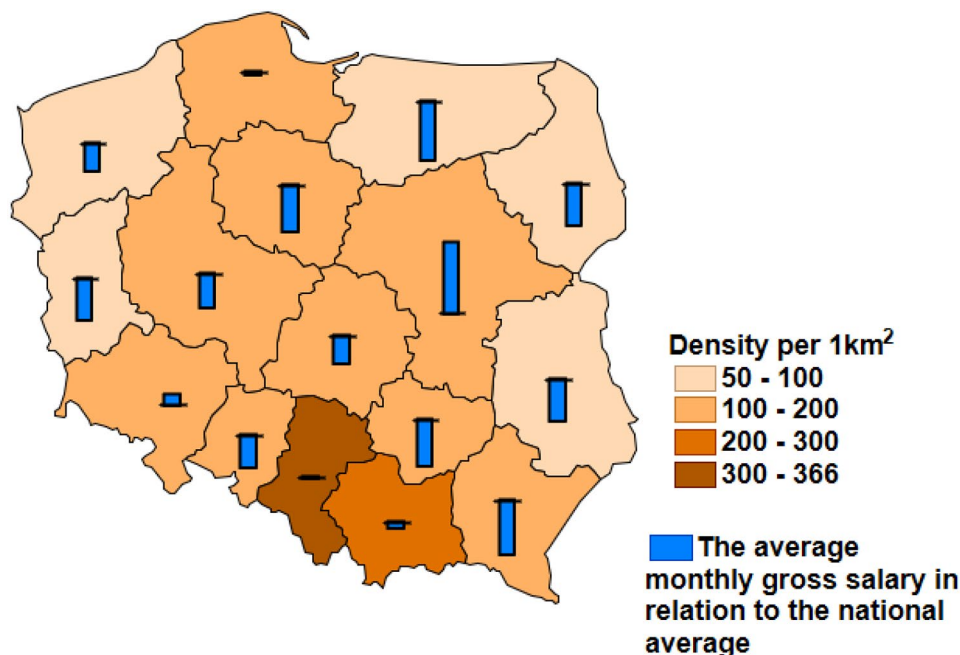 Density per 1km²
50 - 100
100 - 200
200 - 300
300 - 366
The average
monthly gross salary in
relation to the national
average